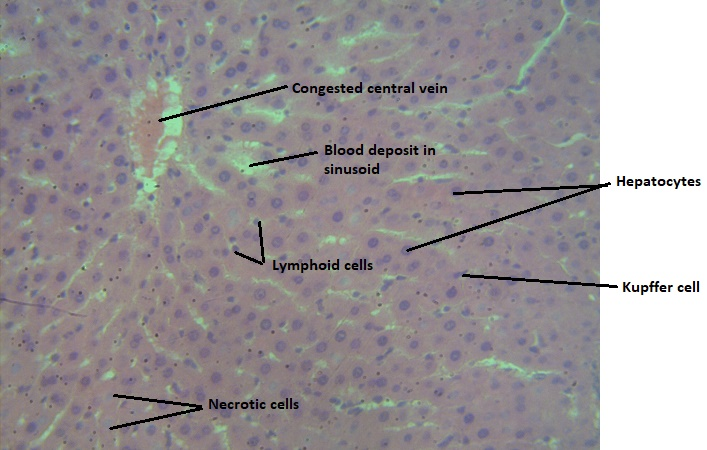 Congested central vein
Blood deposit in
sinusoid
Hepatocytes
Lymphoid cells
Kupffer cell
Necrotic cells